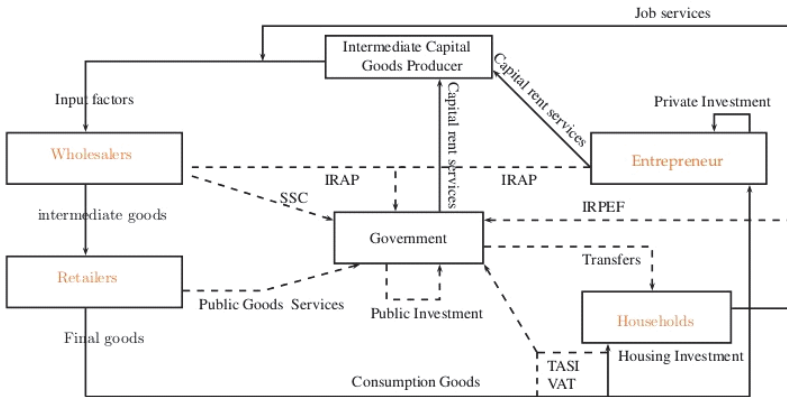 Job services
Intermediate Capital
Goods Producer
Capital rent services
Capital rent services
Private Investment
Input factors
Wholesalers
Entrepreneur
IRAP
IRAP
SSC
intermediate goods
IRPEF
Government
Transfers
Retailers
Public Goods Services
Public Investment
Households
Final goods
Housing Investment
TASI
VAT
Consumption Goods